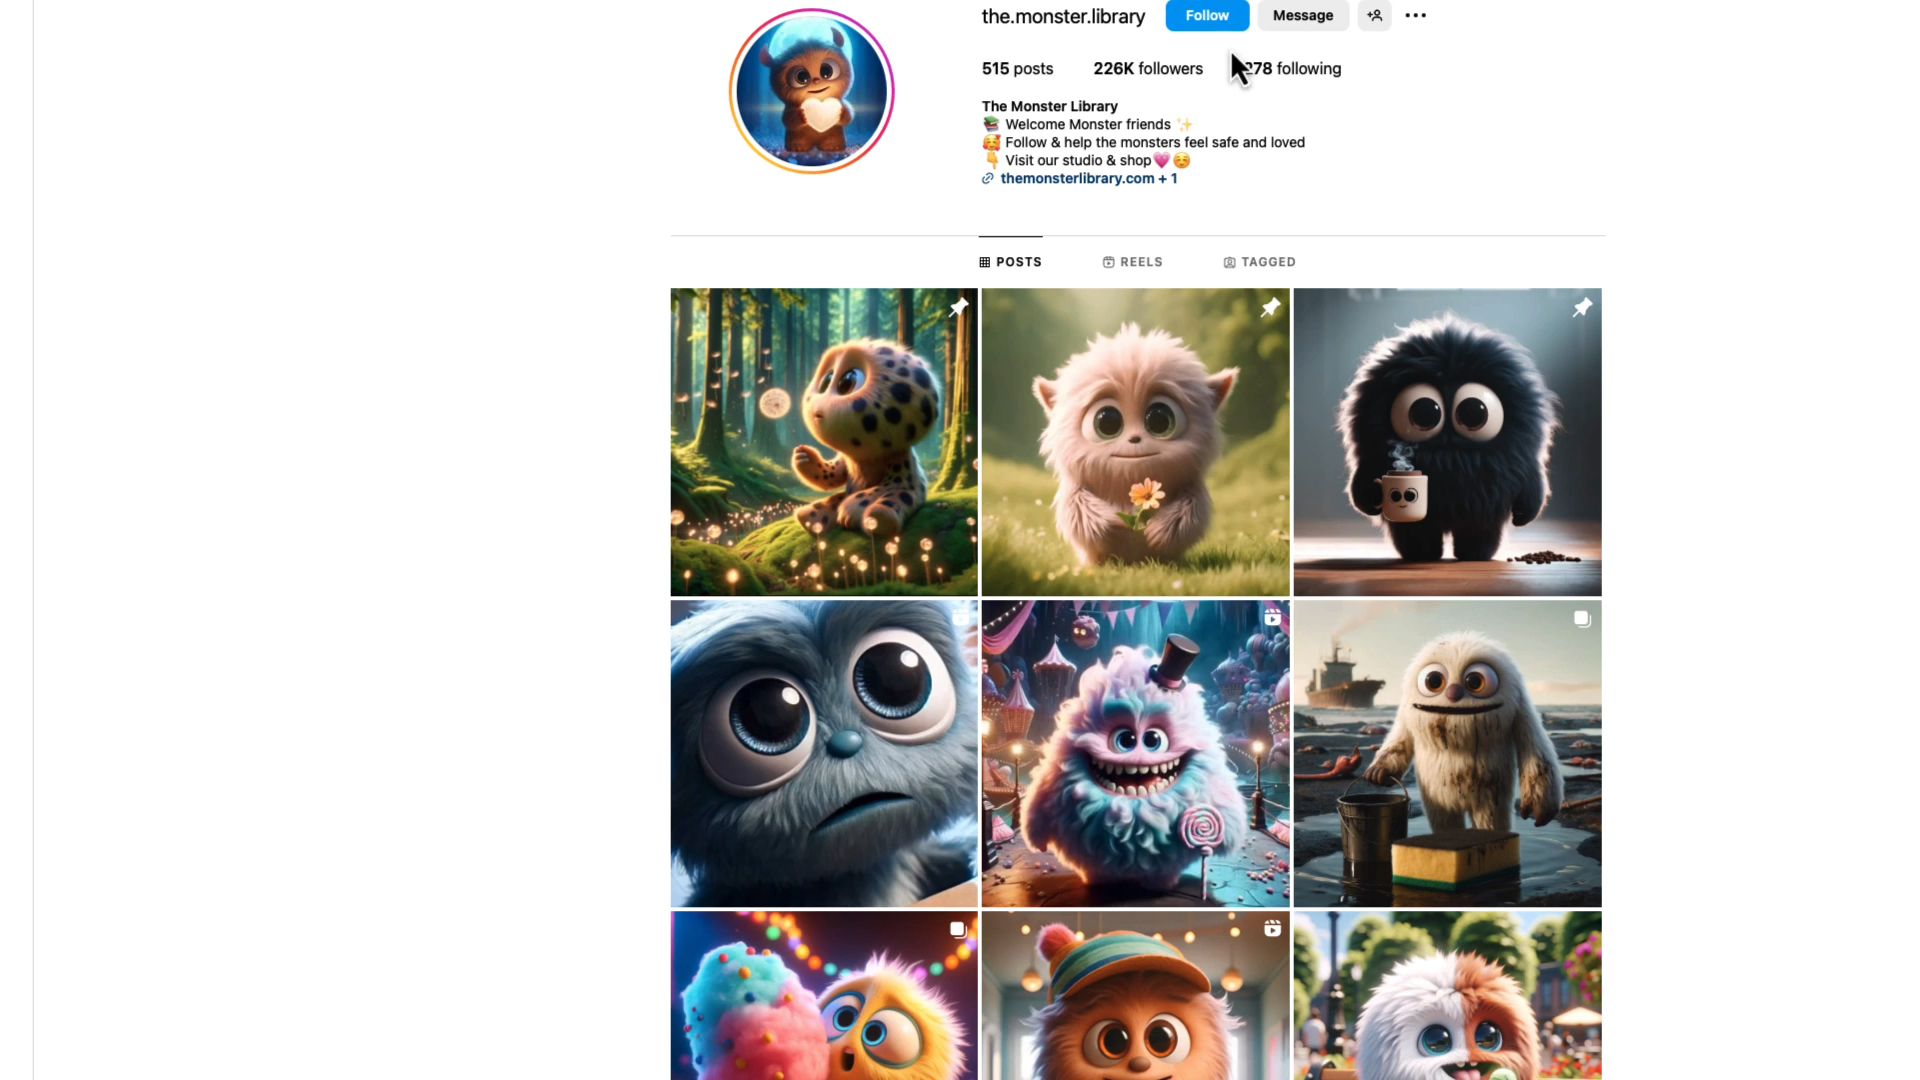 the.monster.library Follow Message
515 posts 226K followers 278 following
The Monster Library
📚 Welcome Monster friends ✨
🥰 Follow & help the monsters feel safe and loved
👇 Visit our studio & shop💗☺️
themonsterlibrary.com + 1
POSTS REELS TAGGED